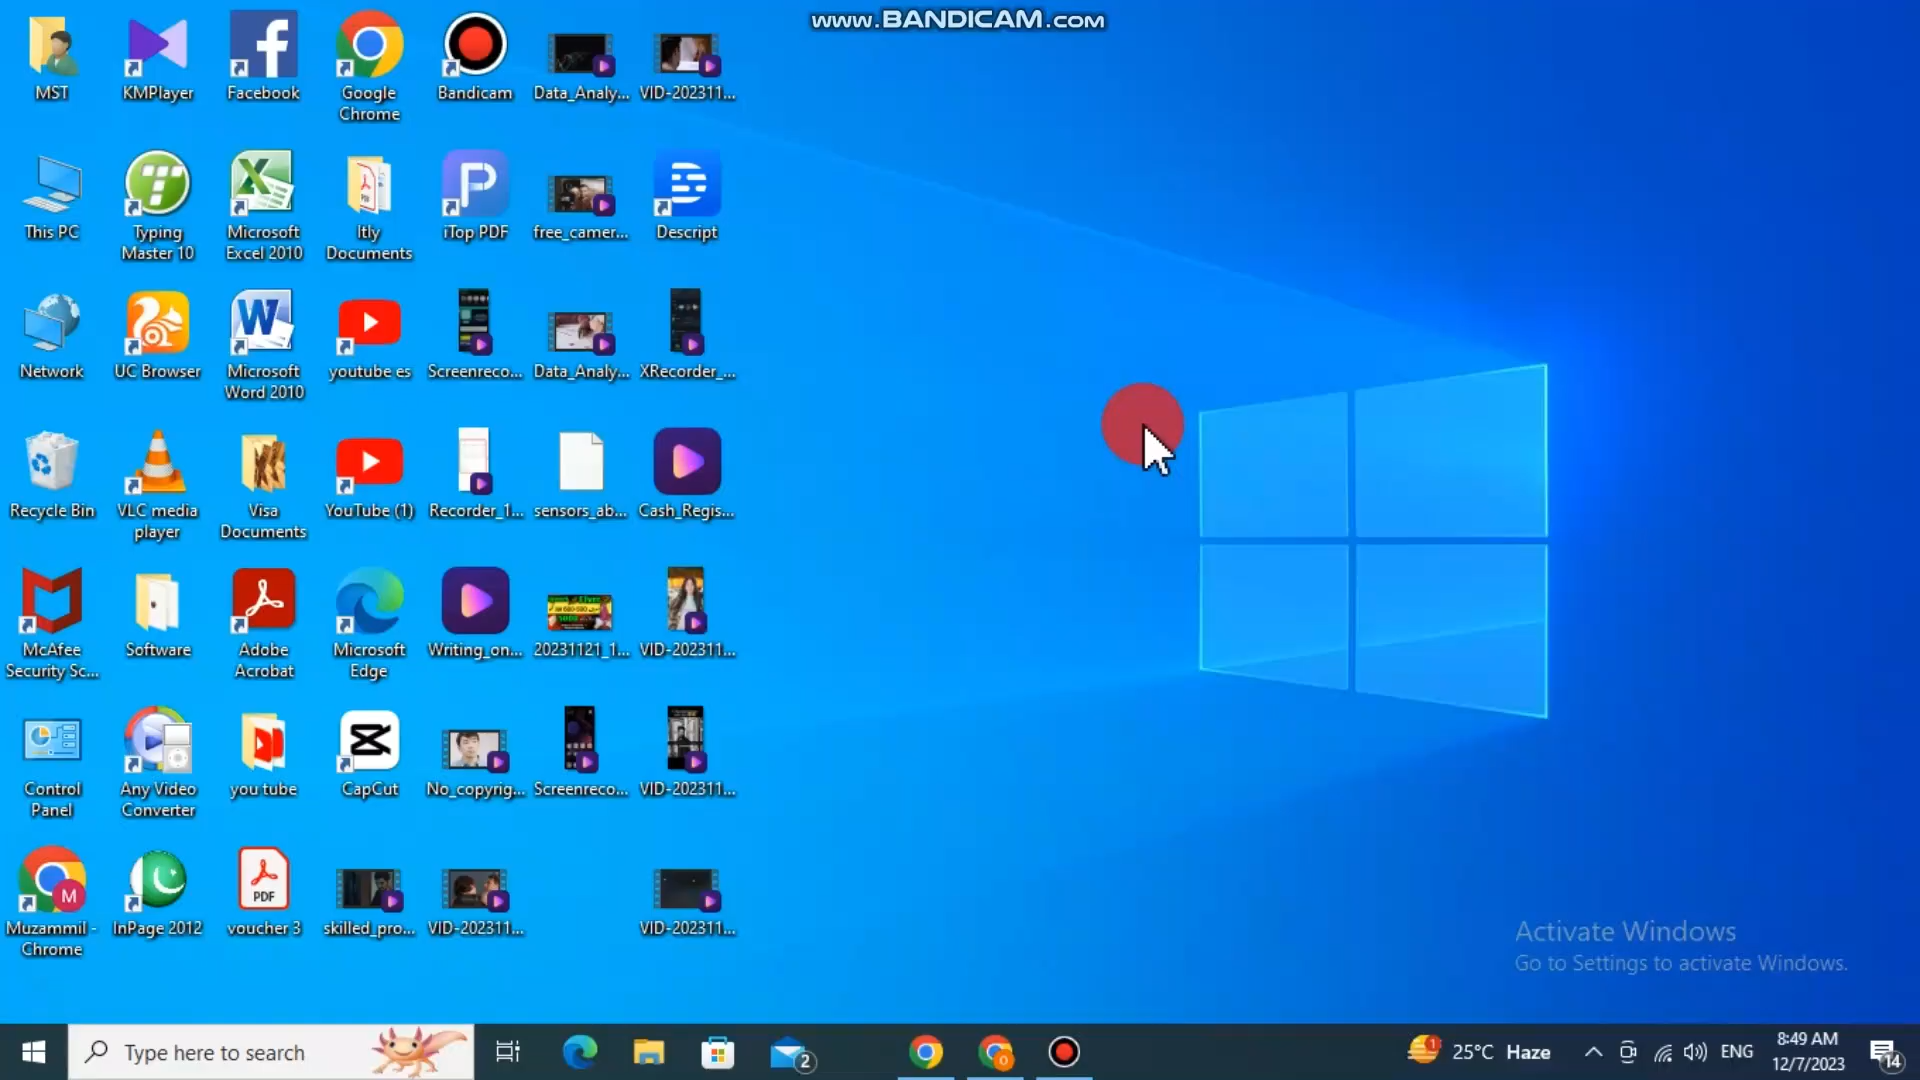 www.BANDICAM.com
MST
KMPlayer
Facebook
Google
Chrome
Bandicam
Data_Analy...
VID-202311...
This PC
Typing
Master 10
Microsoft
Excel 2010
Itly
Documents
iTop PDF
free_camer...
Descript
Network
UC Browser
Microsoft
Word 2010
youtube es
Screenreco...
Data_Analy...
XRecorder_...
Recycle Bin
VLC media
player
Visa
Documents
YouTube (1)
Recorder_1...
sensors_ab...
Cash_Regis...
McAfee
Security Sc...
Software
Adobe
Acrobat
Microsoft
Edge
Writing_on...
20231121_1...
VID-202311...
Control
Panel
Any Video
Converter
you tube
CapCut
No_copyrig...
Screenreco...
VID-202311...
M
Muzammil -
Chrome
InPage 2012
PDF
voucher 3
skilled_pro...
VID-202311...
VID-202311...
Activate Windows
Go to Settings to activate Windows.
Type here to search
2
1
25°C Haze
ENG
8:49 AM
12/7/2023
14